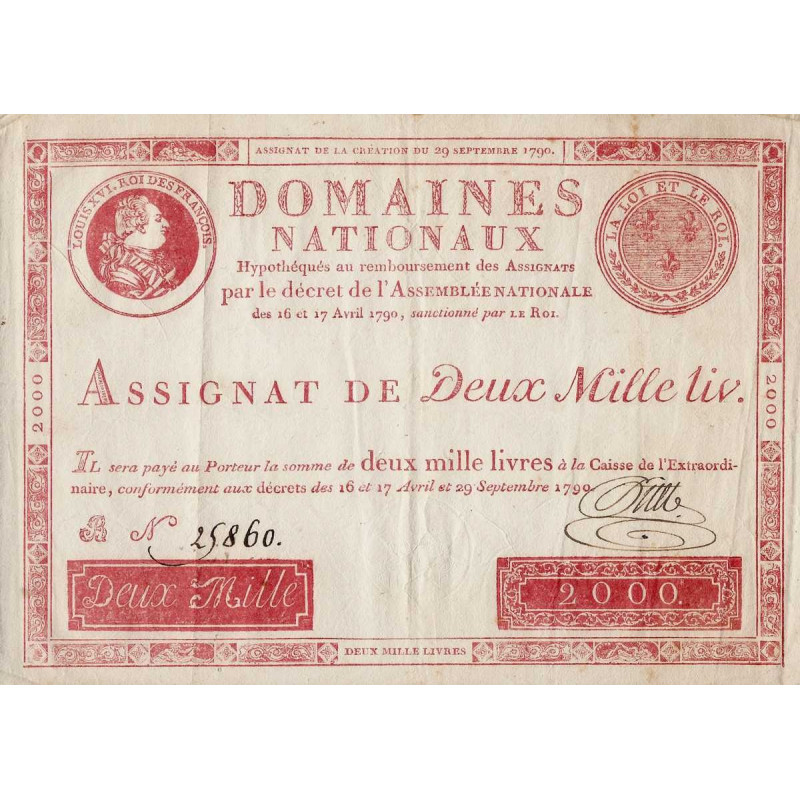 ASSIGNAT DE LA CRÉATION DU 29 SEPTEMBRE 1790.
LOUIS XVI. ROI DES FRANÇOIS.
DOMAINES
NATIONAUX
LA LOI ET LE ROI.
Hypothéqués au remboursement des ASSIGNATS
par le décret de l'ASSEMBLÉE NATIONALE
des 16 et 17 Avril 1790, sanctionné par LE ROI.
2000
ASSIGNAT DE Deux Mille liv.
2000
IL sera payé au Porteur la somme de deux mille livres à la Caisse de l'Extraordi-
naire, conformément aux décrets des 16 et 17 Avril et 29 Septembre 1790
B N 25860.
Deux Mille
2000.
DEUX MILLE LIVRES